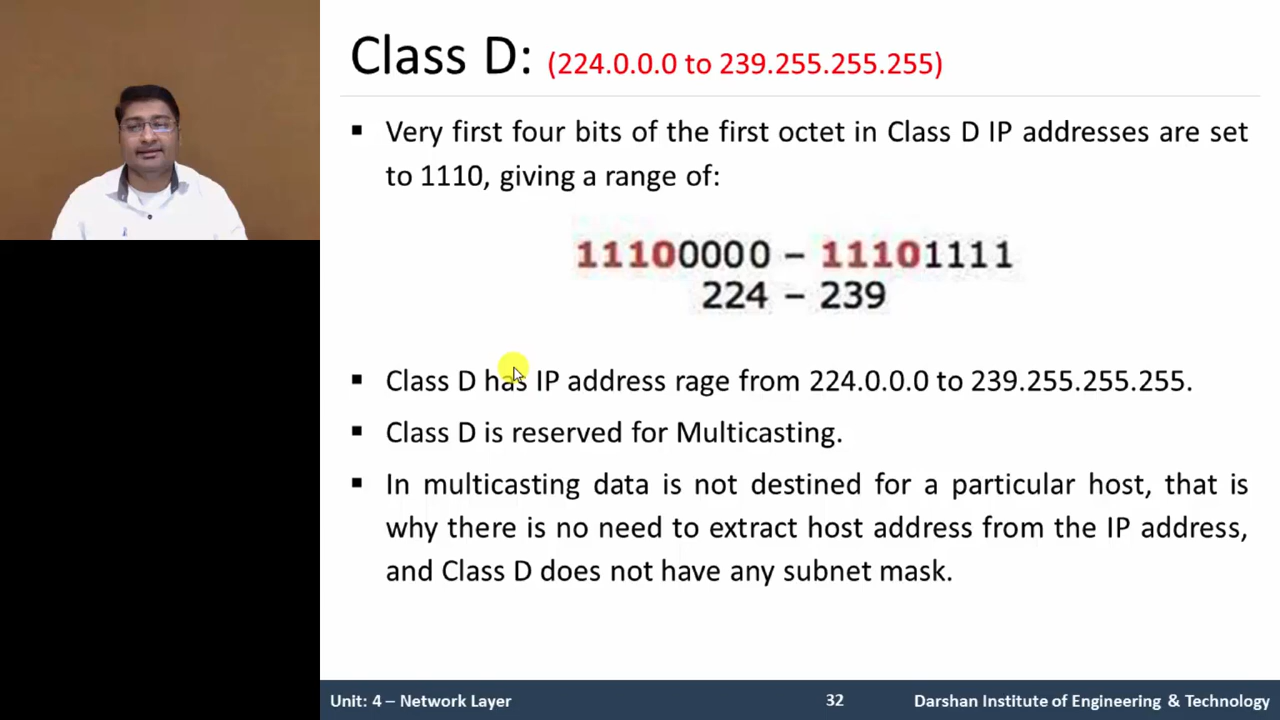 Class D: (224.0.0.0 to 239.255.255.255)
▪ Very first four bits of the first octet in Class D IP addresses are set
to 1110, giving a range of:
11100000 – 11101111
224 – 239
▪ Class D has IP address rage from 224.0.0.0 to 239.255.255.255.
▪ Class D is reserved for Multicasting.
▪ In multicasting data is not destined for a particular host, that is
why there is no need to extract host address from the IP address,
and Class D does not have any subnet mask.
Unit: 4 – Network Layer 32 Darshan Institute of Engineering & Technology